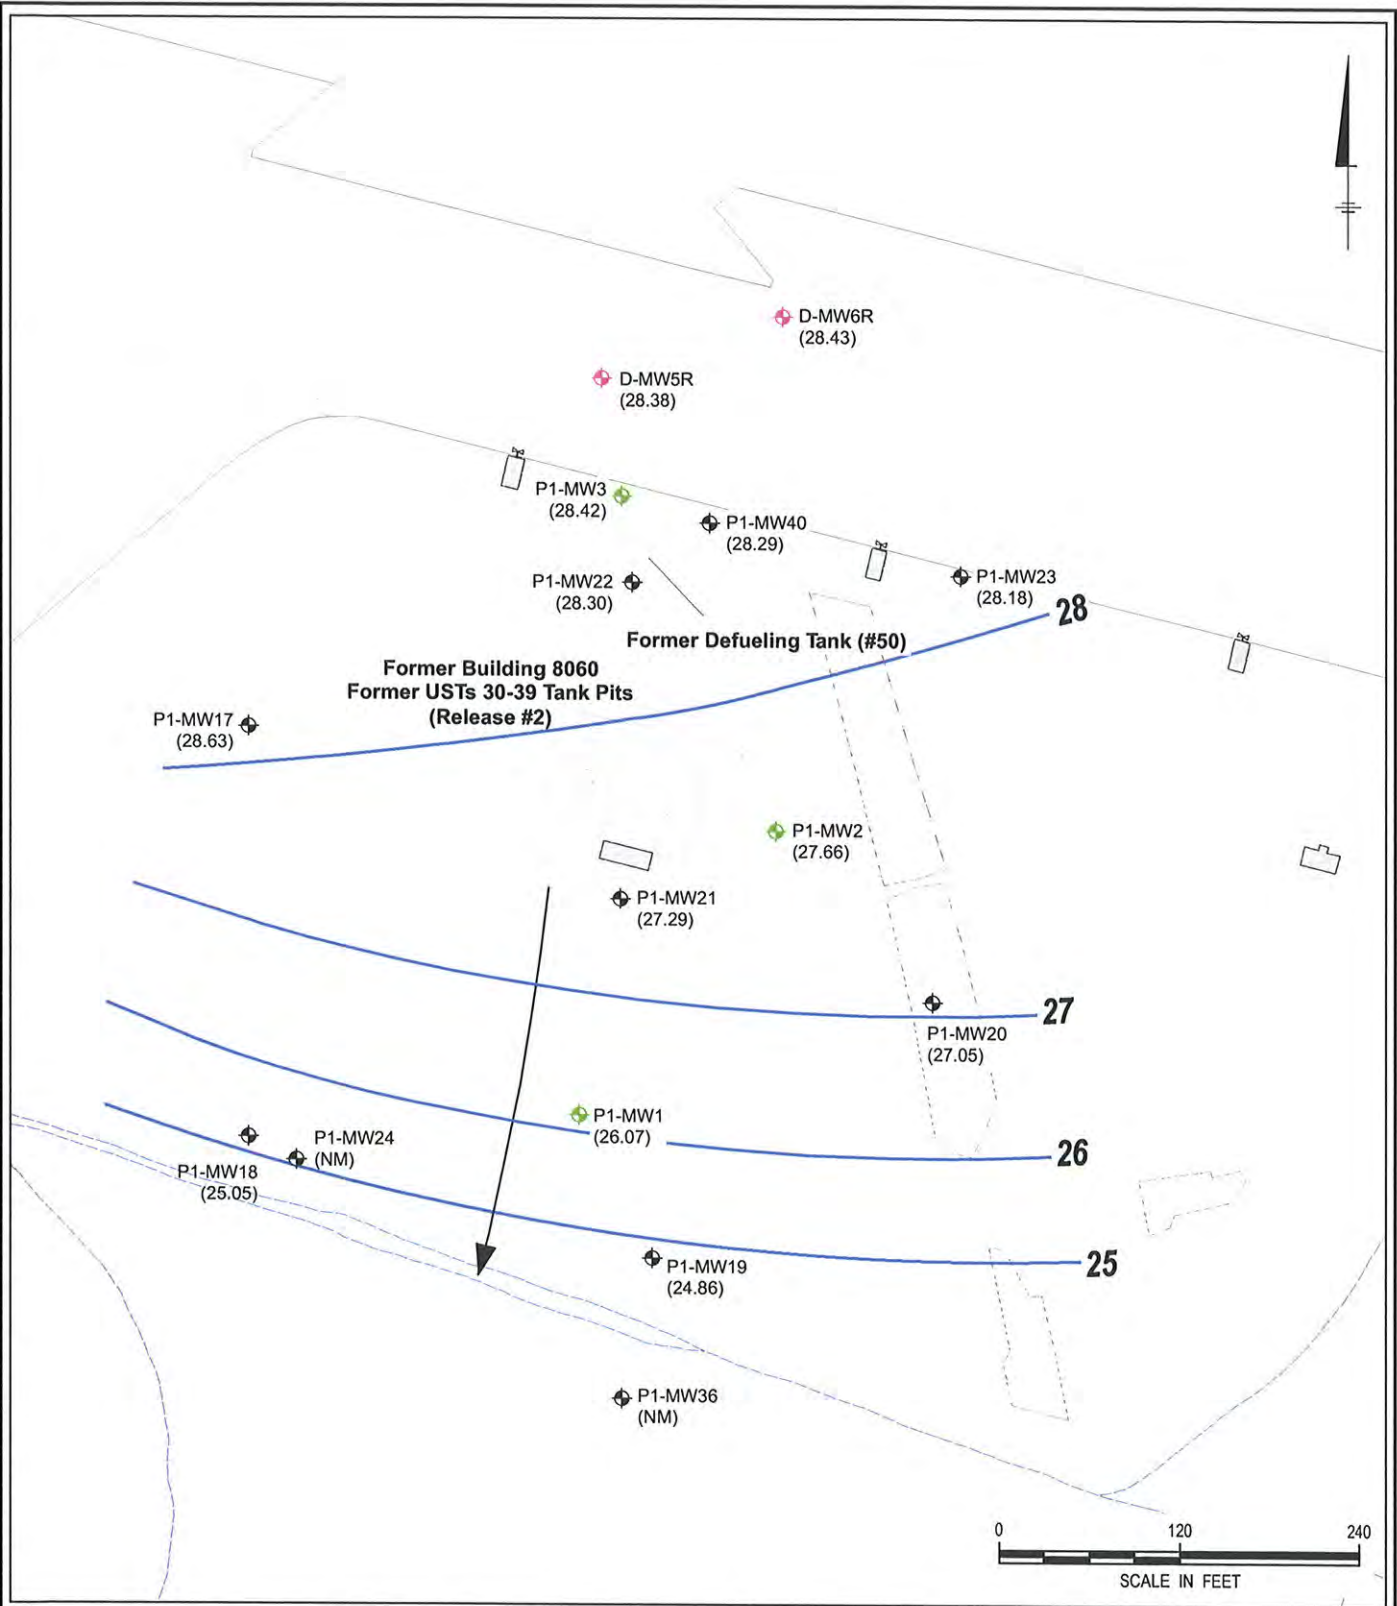 D-MW6R
(28.43)
D-MW5R
(28.38)
P1-MW3
(28.42)
P1-MW40
(28.29)
P1-MW22
(28.30)
P1-MW23
(28.18)
28
Former Defueling Tank (#50)
Former Building 8060
Former USTs 30-39 Tank Pits
(Release #2)
P1-MW17
(28.63)
P1-MW2
(27.66)
P1-MW21
(27.29)
27
P1-MW20
(27.05)
P1-MW1
(26.07)
26
P1-MW24
(NM)
P1-MW18
(25.05)
25
P1-MW19
(24.86)
P1-MW36
(NM)
0 120 240
SCALE IN FEET